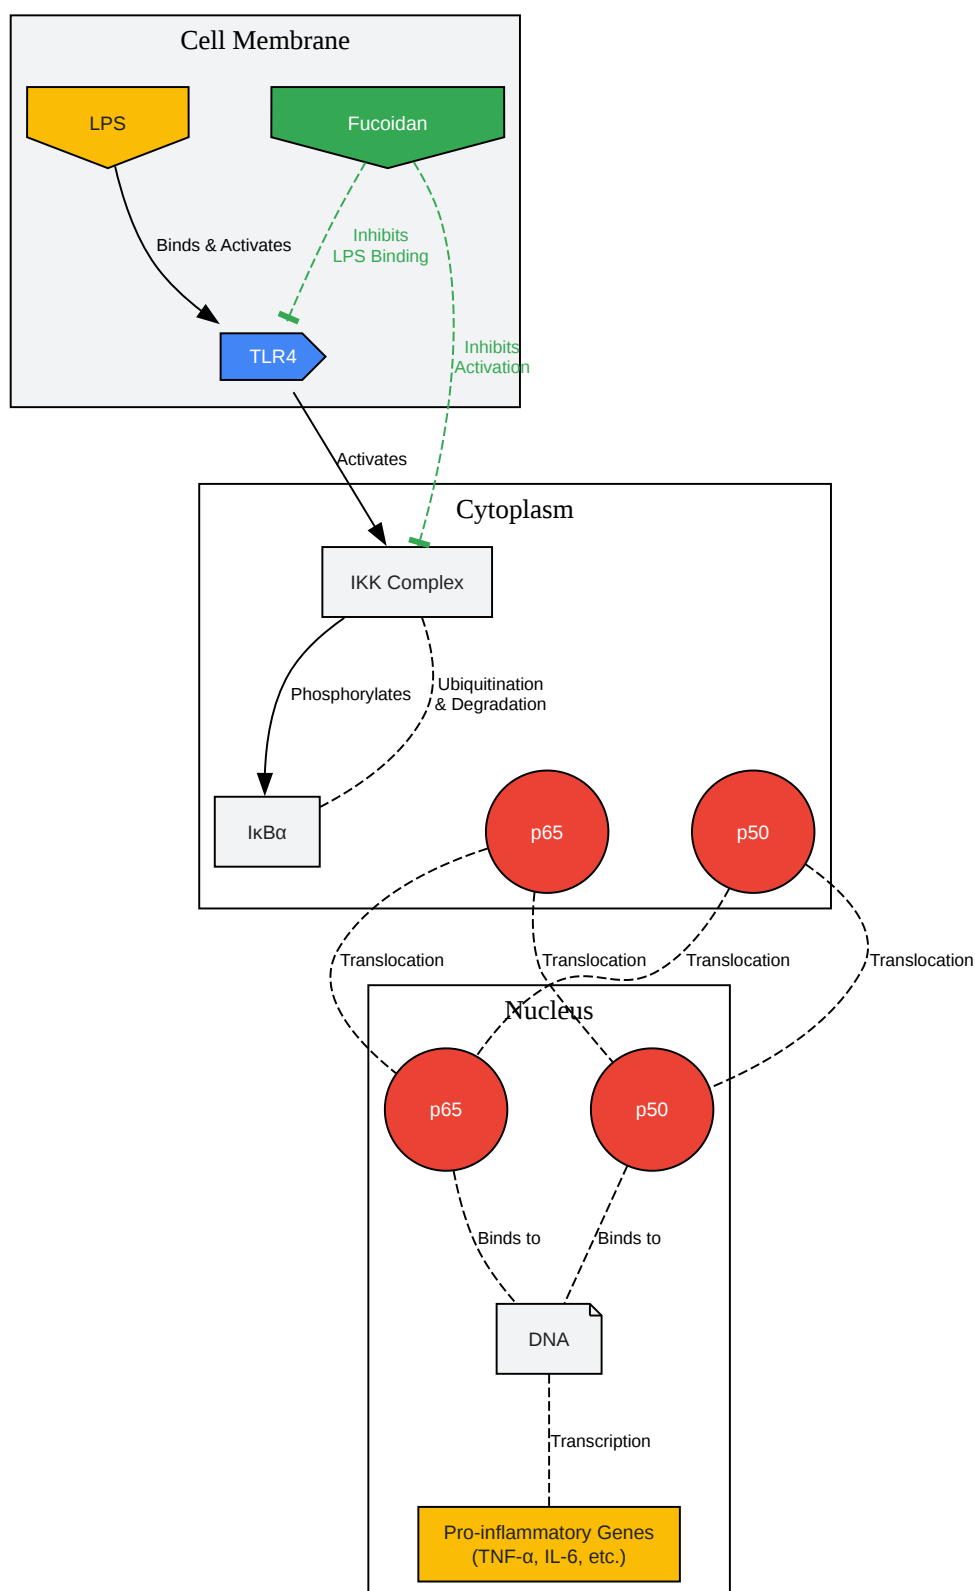 Cell Membrane
LPS
Fucoidan
Binds & Activates
Inhibits
LPS Binding
TLR4
Inhibits
Activation
Activates
Cytoplasm
IKK Complex
Phosphorylates
Ubiquitination
& Degradation
IκBα
p65
p50
Translocation
Translocation
Translocation
Translocation
Nucleus
p65
p50
Binds to
Binds to
DNA
Transcription
Pro-inflammatory Genes
(TNF-α, IL-6, etc.)